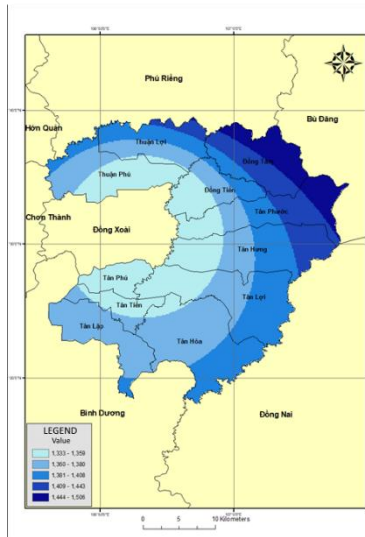 Phú Riềng
Bù Đăng
Hớn Quản
Thuận Lợi
Đồng Tâm
Thuận Phú
Đồng Tiến
Tân Phước
Chơn Thành
Đồng Xoài
Tân Hưng
Tân Phú
Tân Lợi
Tân Tiến
Tân Lập
Tân Hòa
Bình Dương
Đồng Nai
LEGEND
Value
1,333 - 1,359
1,360 - 1,380
1,381 - 1,408
1,409 - 1,443
1,444 - 1,506
0 5 10 Kilometers